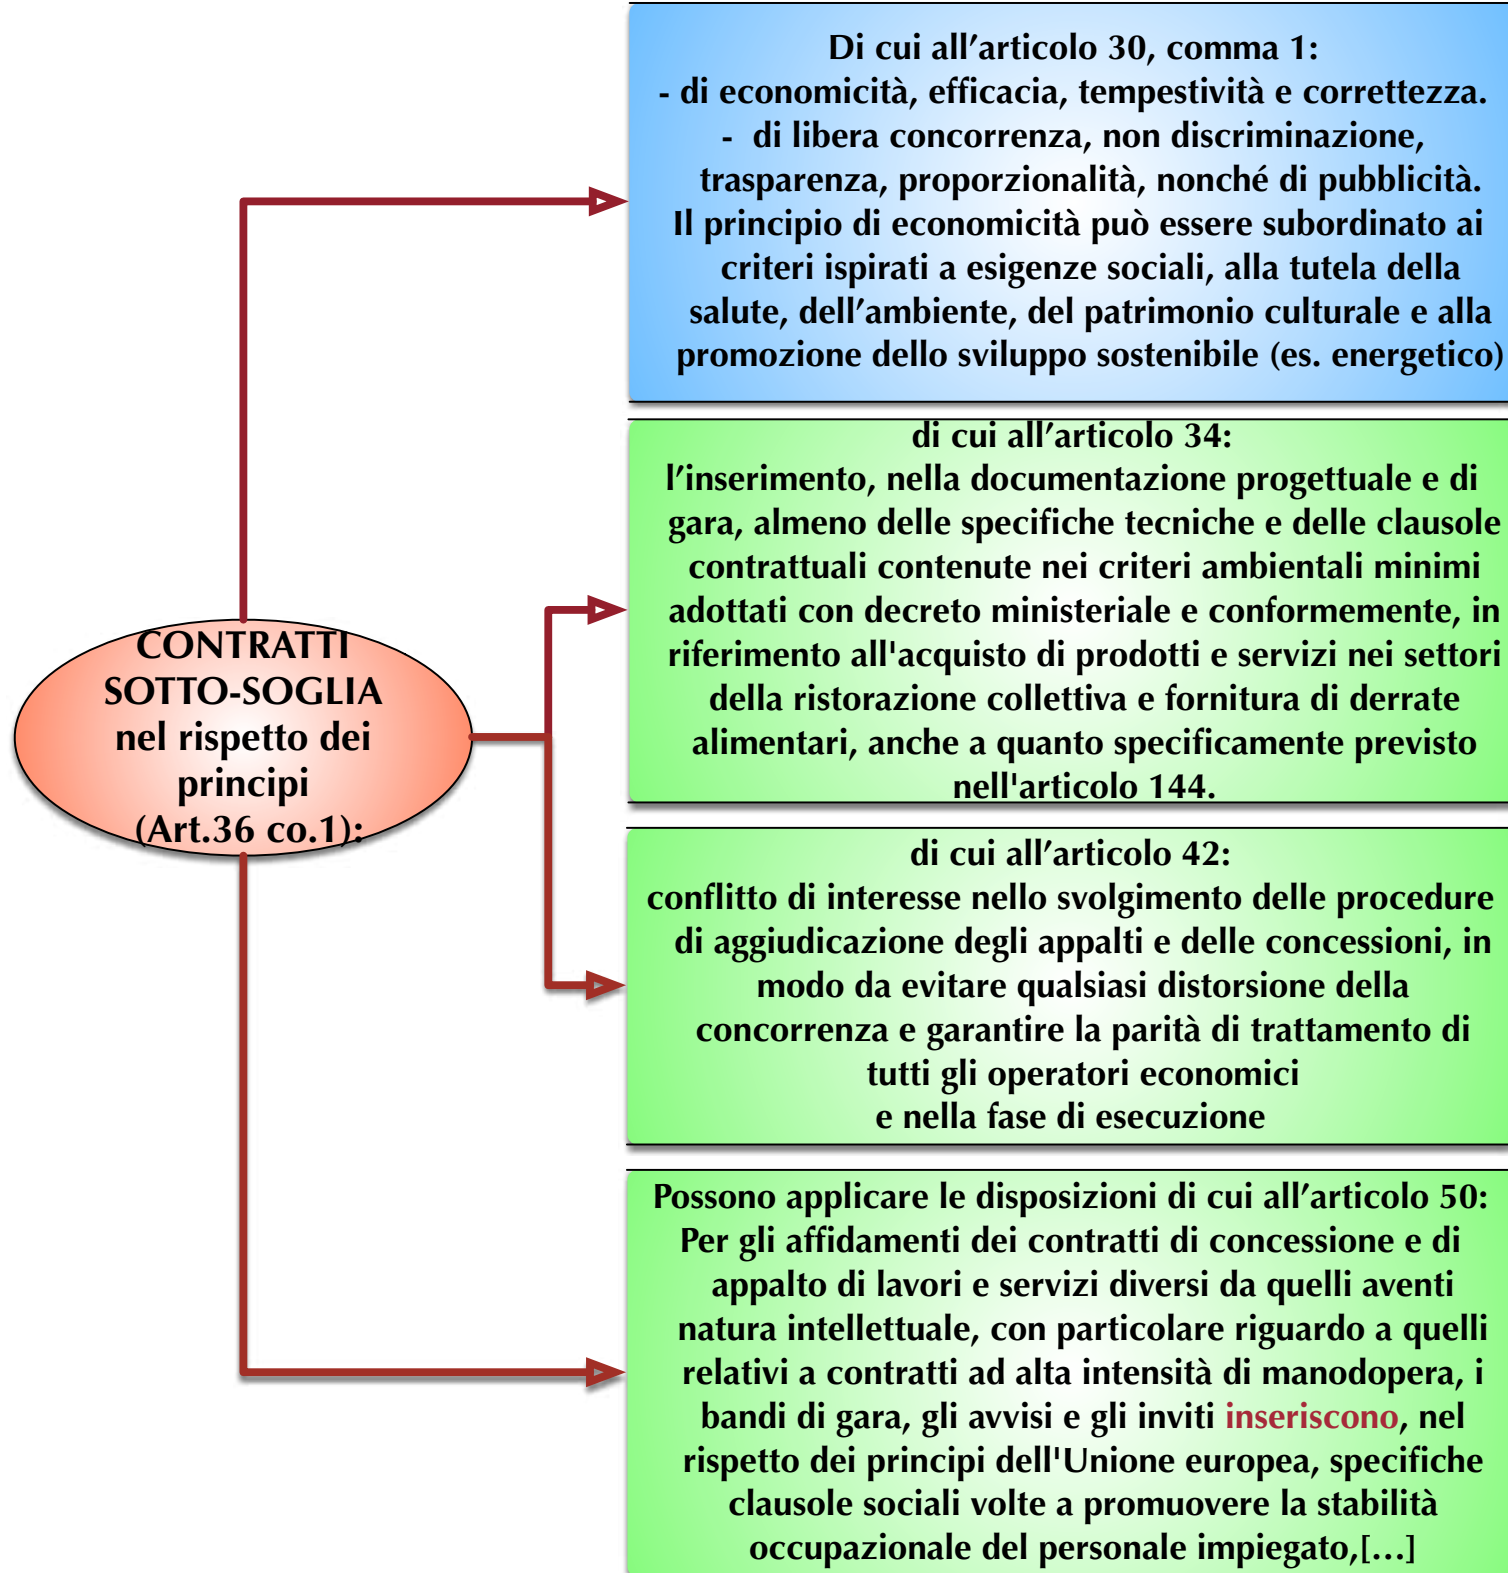 Di cui all’articolo 30, comma 1:
- di economicità, efficacia, tempestività e correttezza.
- di libera concorrenza, non discriminazione,
trasparenza, proporzionalità, nonché di pubblicità.
Il principio di economicità può essere subordinato ai
criteri ispirati a esigenze sociali, alla tutela della
salute, dell’ambiente, del patrimonio culturale e alla
promozione dello sviluppo sostenibile (es. energetico)
di cui all’articolo 34:
l’inserimento, nella documentazione progettuale e di
gara, almeno delle specifiche tecniche e delle clausole
contrattuali contenute nei criteri ambientali minimi
adottati con decreto ministeriale e conformemente, in
riferimento all'acquisto di prodotti e servizi nei settori
della ristorazione collettiva e fornitura di derrate
alimentari, anche a quanto specificamente previsto
nell'articolo 144.
CONTRATTI
SOTTO-SOGLIA
nel rispetto dei
principi
(Art.36 co.1):
di cui all’articolo 42:
conflitto di interesse nello svolgimento delle procedure
di aggiudicazione degli appalti e delle concessioni, in
modo da evitare qualsiasi distorsione della
concorrenza e garantire la parità di trattamento di
tutti gli operatori economici
e nella fase di esecuzione
Possono applicare le disposizioni di cui all’articolo 50:
Per gli affidamenti dei contratti di concessione e di
appalto di lavori e servizi diversi da quelli aventi
natura intellettuale, con particolare riguardo a quelli
relativi a contratti ad alta intensità di manodopera, i
bandi di gara, gli avvisi e gli inviti inseriscono, nel
rispetto dei principi dell'Unione europea, specifiche
clausole sociali volte a promuovere la stabilità
occupazionale del personale impiegato,[…]